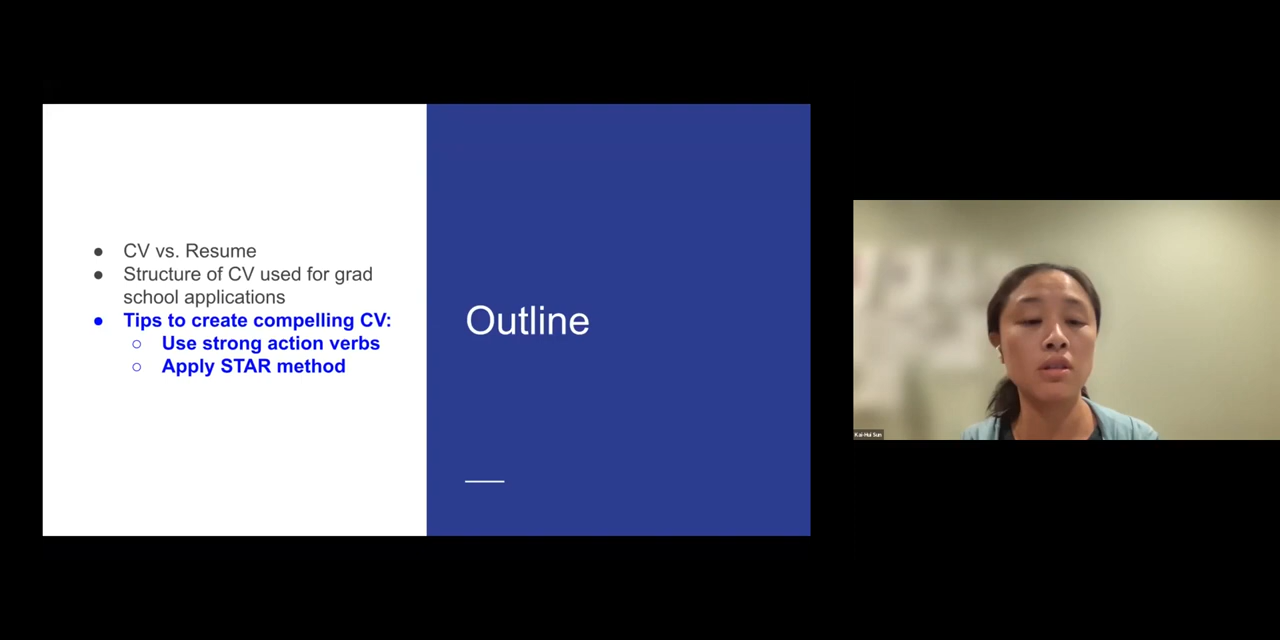 ● CV vs. Resume
● Structure of CV used for grad
school applications
● Tips to create compelling CV:
○ Use strong action verbs
○ Apply STAR method
Outline
Kai-Hui Sun